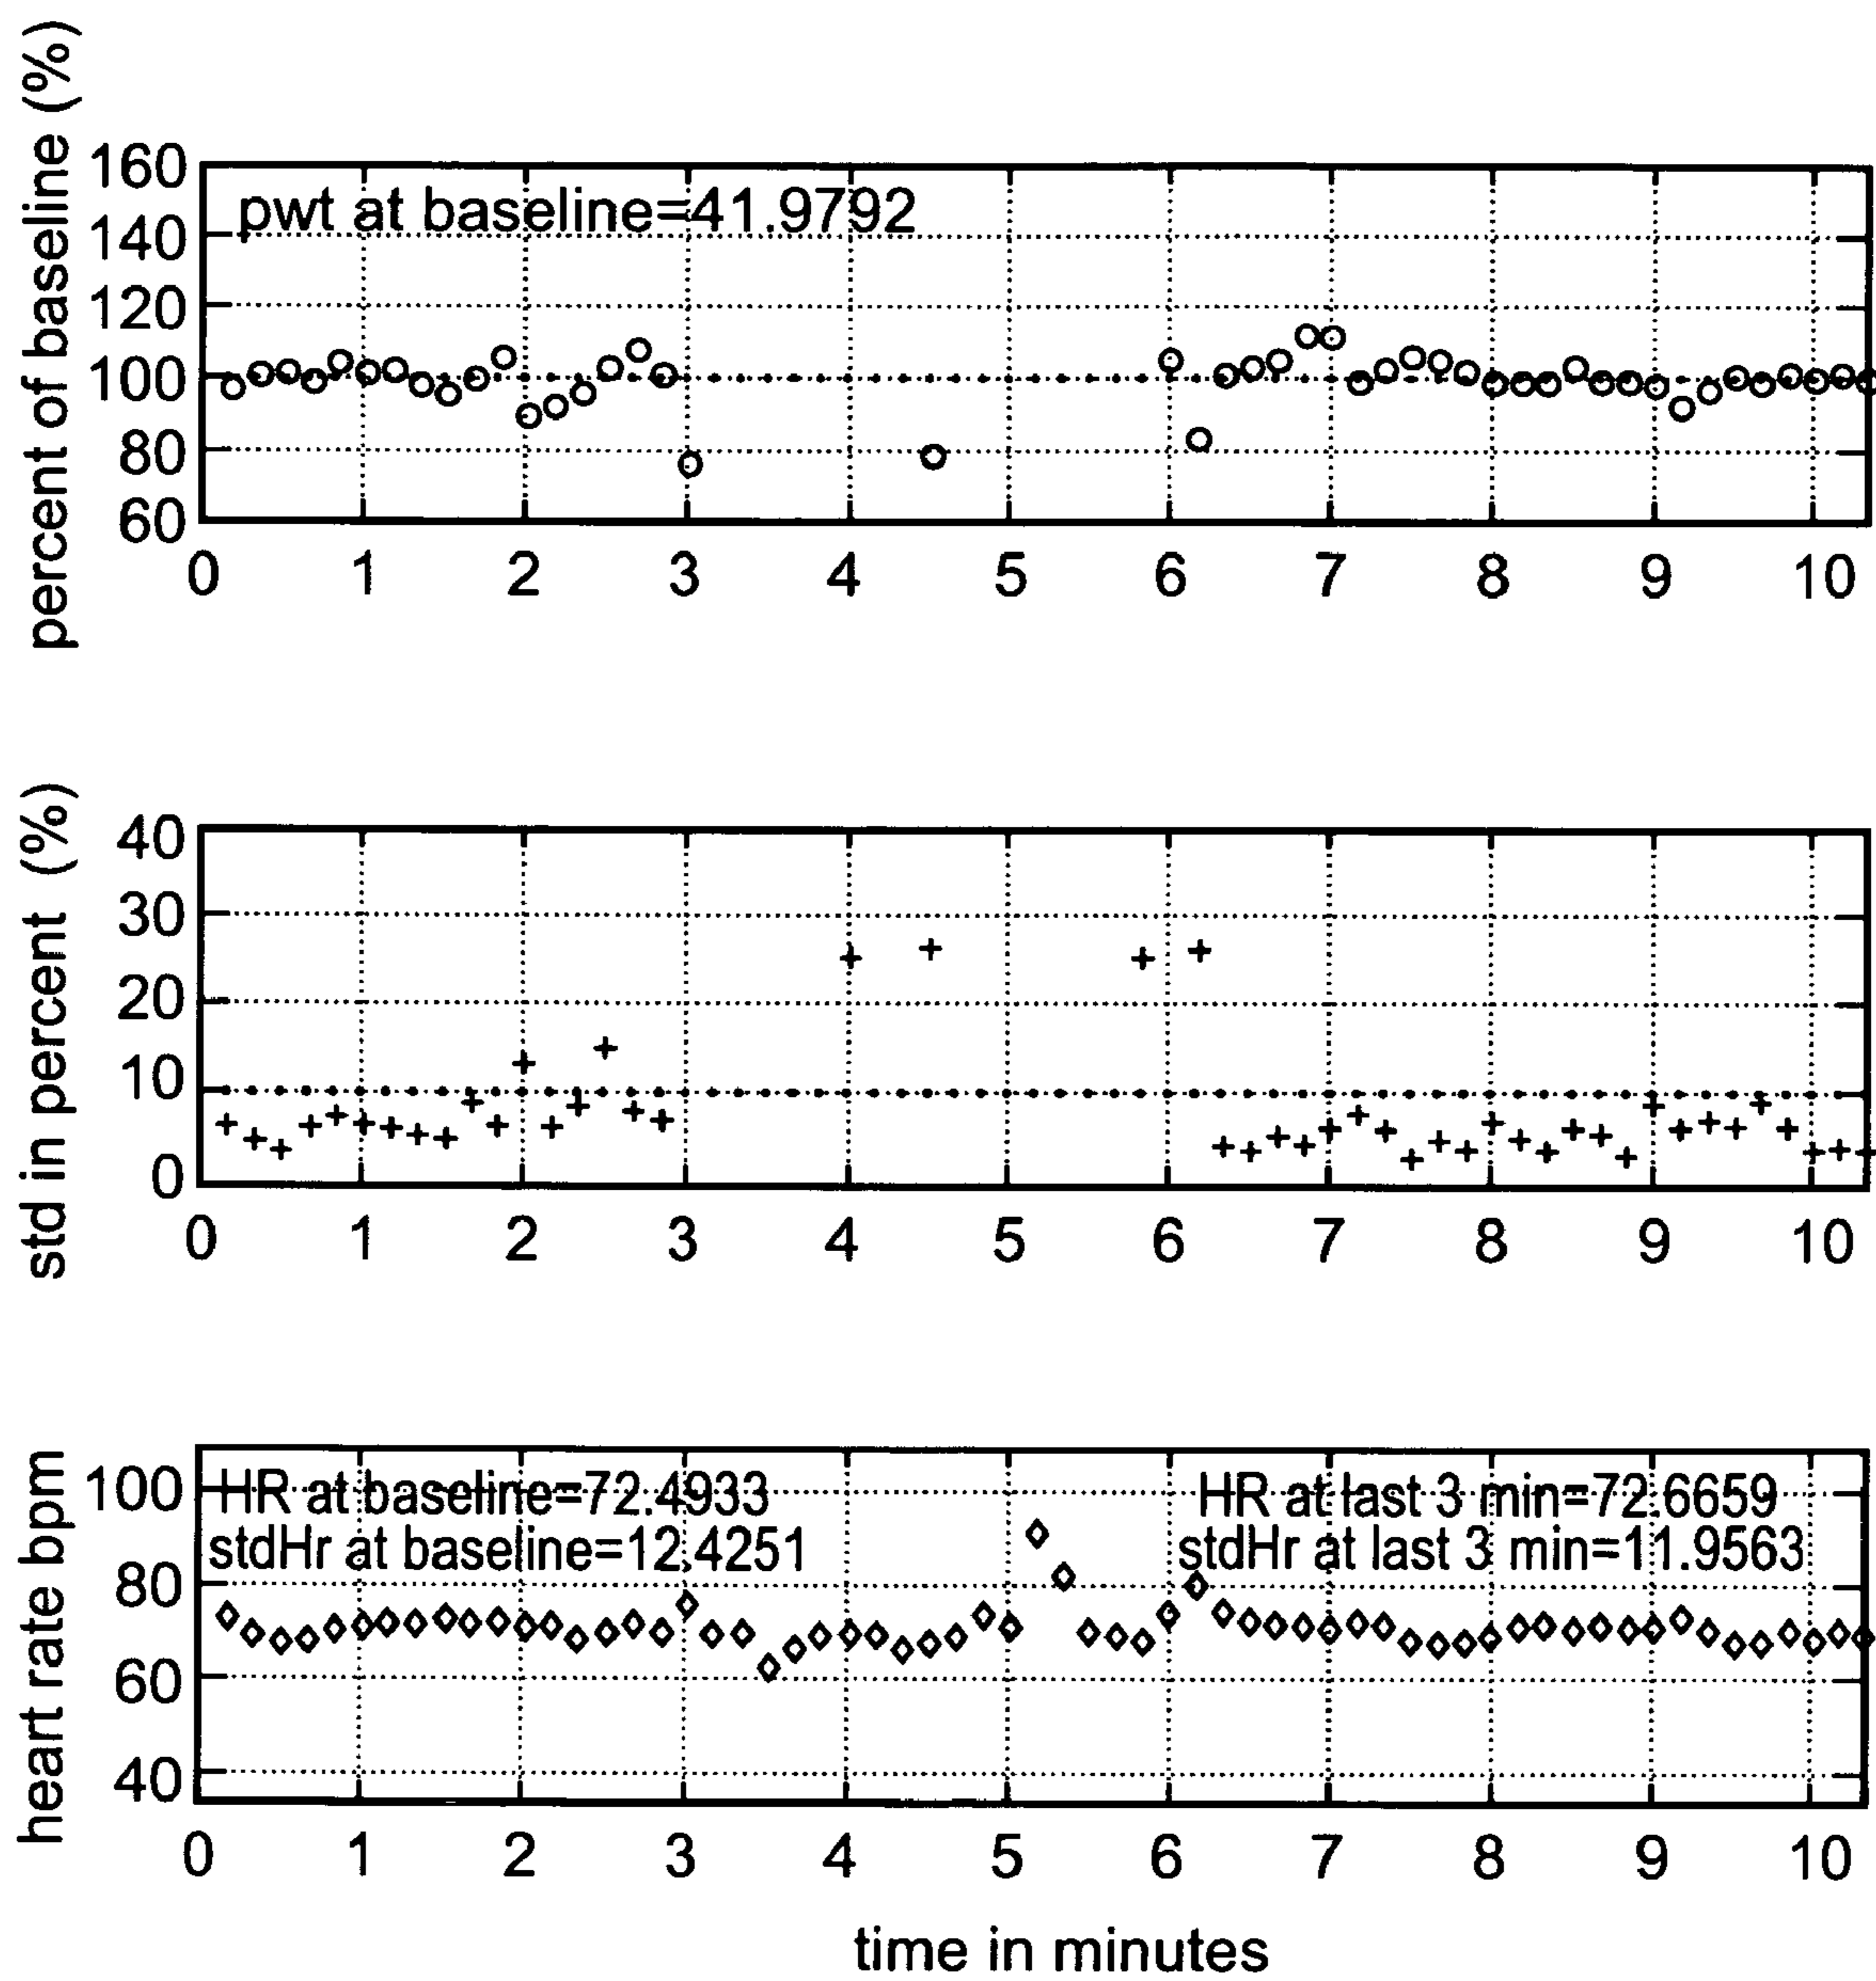 percent of baseline (%)
160
pwt at baseline=41.9792
140
120
100
80
60
0 1 2 3 4 5 6 7 8 9 10
std in percent (%)
40
30
20
10
0
0 1 2 3 4 5 6 7 8 9 10
heart rate bpm
100
HR at baseline=72.4933
HR at last 3 min=72.6659
stdHr at baseline=12.4251
stdHr at last 3 min=11.9563
80
60
40
0 1 2 3 4 5 6 7 8 9 10
time in minutes